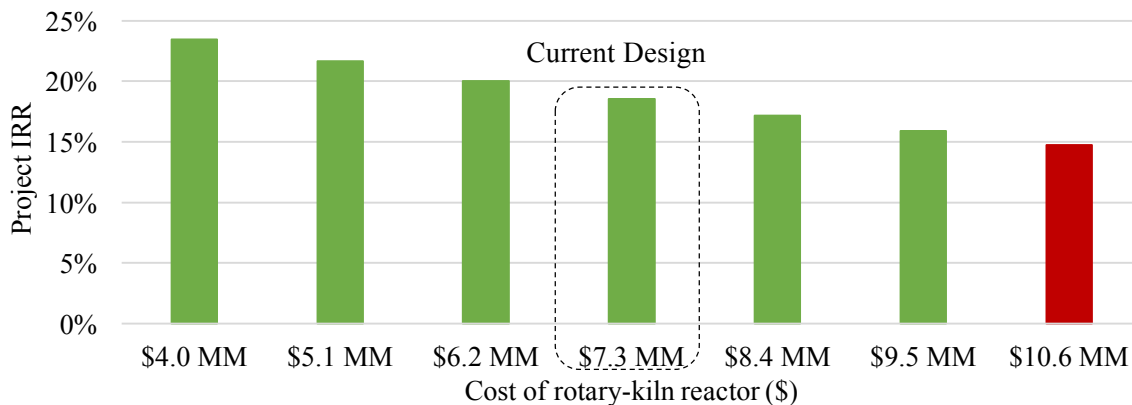 25%
Current Design
20%
15%
10%
5%
0%
Project IRR
$4.0 MM $5.1 MM $6.2 MM $7.3 MM $8.4 MM $9.5 MM $10.6 MM
Cost of rotary-kiln reactor ($)